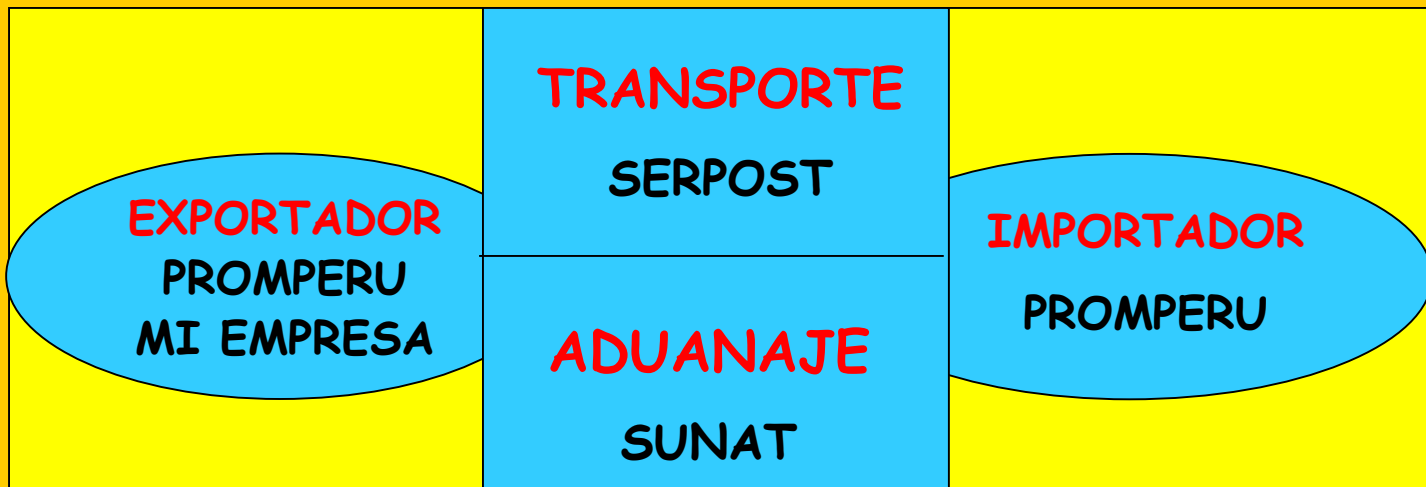 EXPORTADOR
PROMPERU
MI EMPRESA
TRANSPORTE
SERPOST
ADUANAJE
SUNAT
IMPORTADOR
PROMPERU